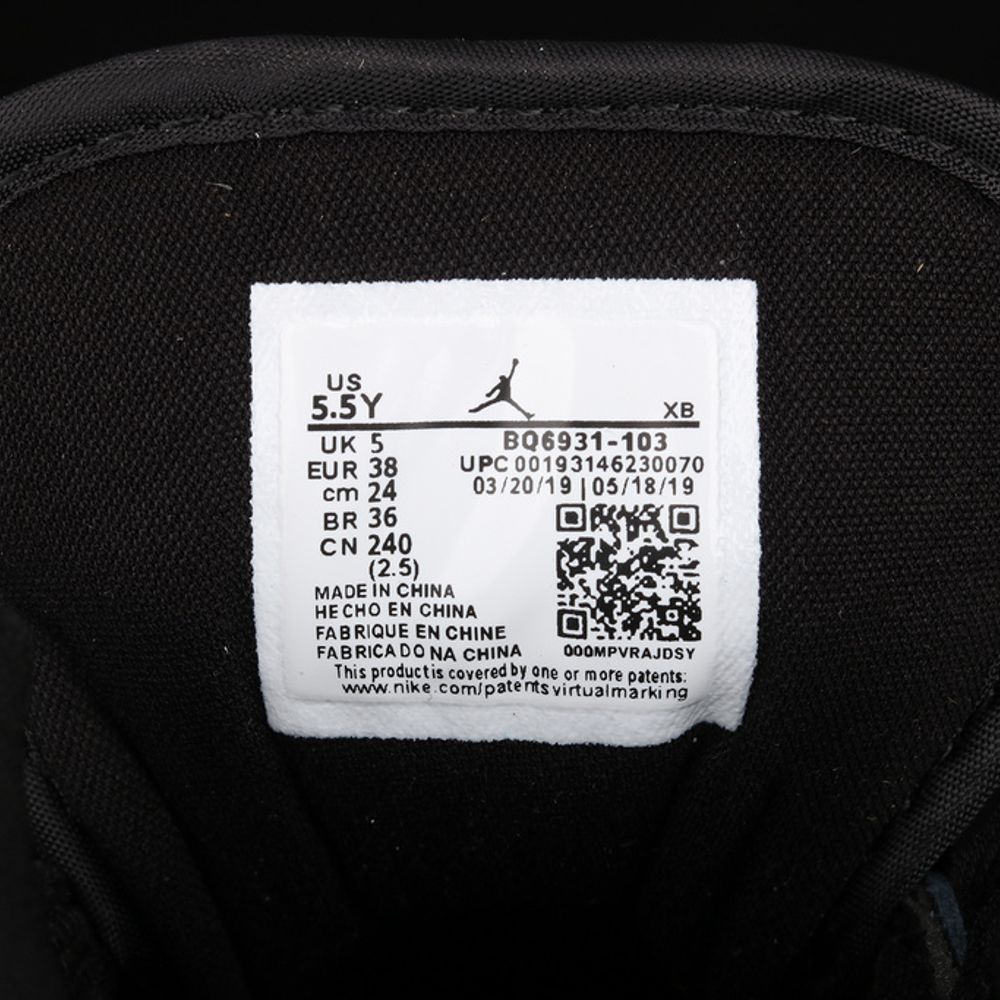 US
5.5Y
XB
UK 5
EUR 38
cm 24
BR 36
CN 240
(2.5)
BQ6931-103
UPC 00193146230070
03/20/19 | 05/18/19
MADE IN CHINA
HECHO EN CHINA
FABRIQUE EN CHINE
FABRICADO NA CHINA
000MPVRAJDSY
This product is covered by one or more patents:
www.nike.com/patentsvirtualmarking